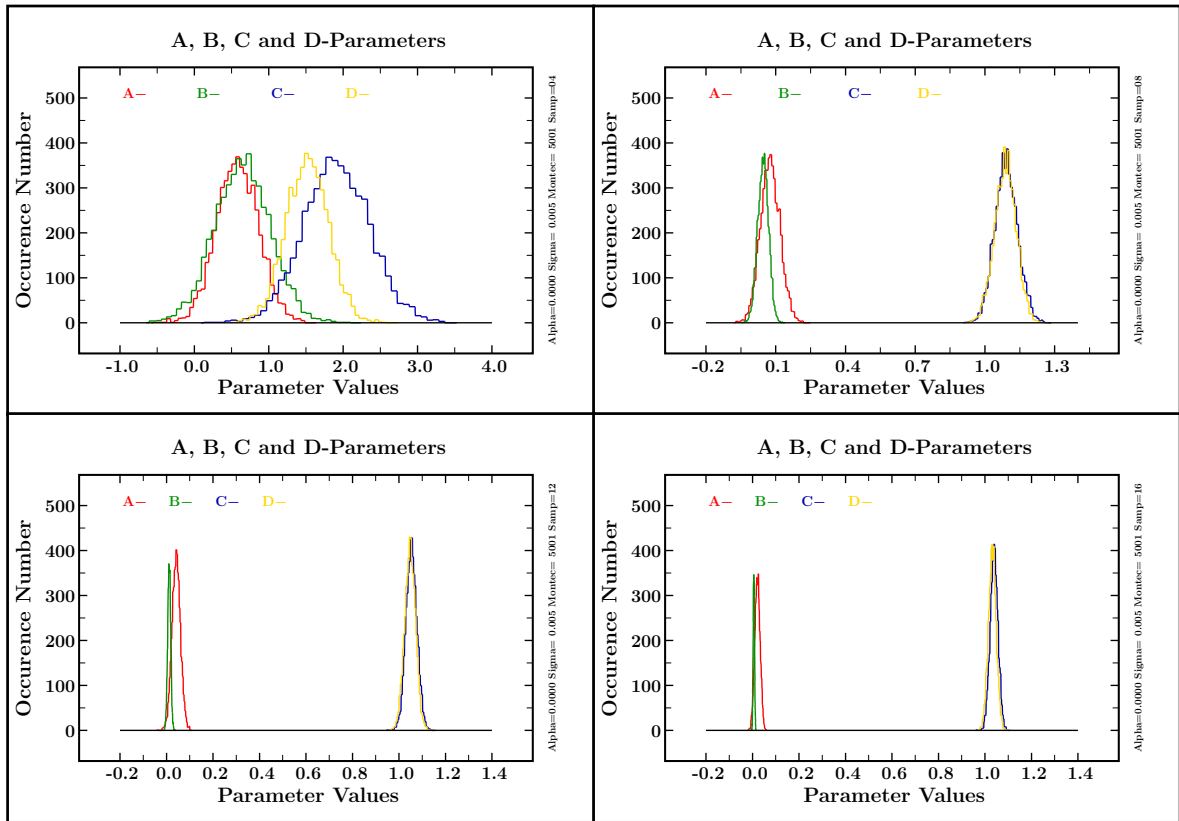 A, B, C and D-Parameters
A– B– C– D–
500
400
300
200
100
0
Occurence Number
-1.0 0.0 1.0 2.0 3.0 4.0
Parameter Values
Alpha=0.0000 Sigma= 0.005 Montec= 5001 Samp=04
A, B, C and D-Parameters
A– B– C– D–
500
400
300
200
100
0
Occurence Number
-0.2 0.1 0.4 0.7 1.0 1.3
Parameter Values
Alpha=0.0000 Sigma= 0.005 Montec= 5001 Samp=08
A, B, C and D-Parameters
A– B– C– D–
500
400
300
200
100
0
Occurence Number
-0.2 0.0 0.2 0.4 0.6 0.8 1.0 1.2 1.4
Parameter Values
Alpha=0.0000 Sigma= 0.005 Montec= 5001 Samp=12
A, B, C and D-Parameters
A– B– C– D–
500
400
300
200
100
0
Occurence Number
-0.2 0.0 0.2 0.4 0.6 0.8 1.0 1.2 1.4
Parameter Values
Alpha=0.0000 Sigma= 0.005 Montec= 5001 Samp=16